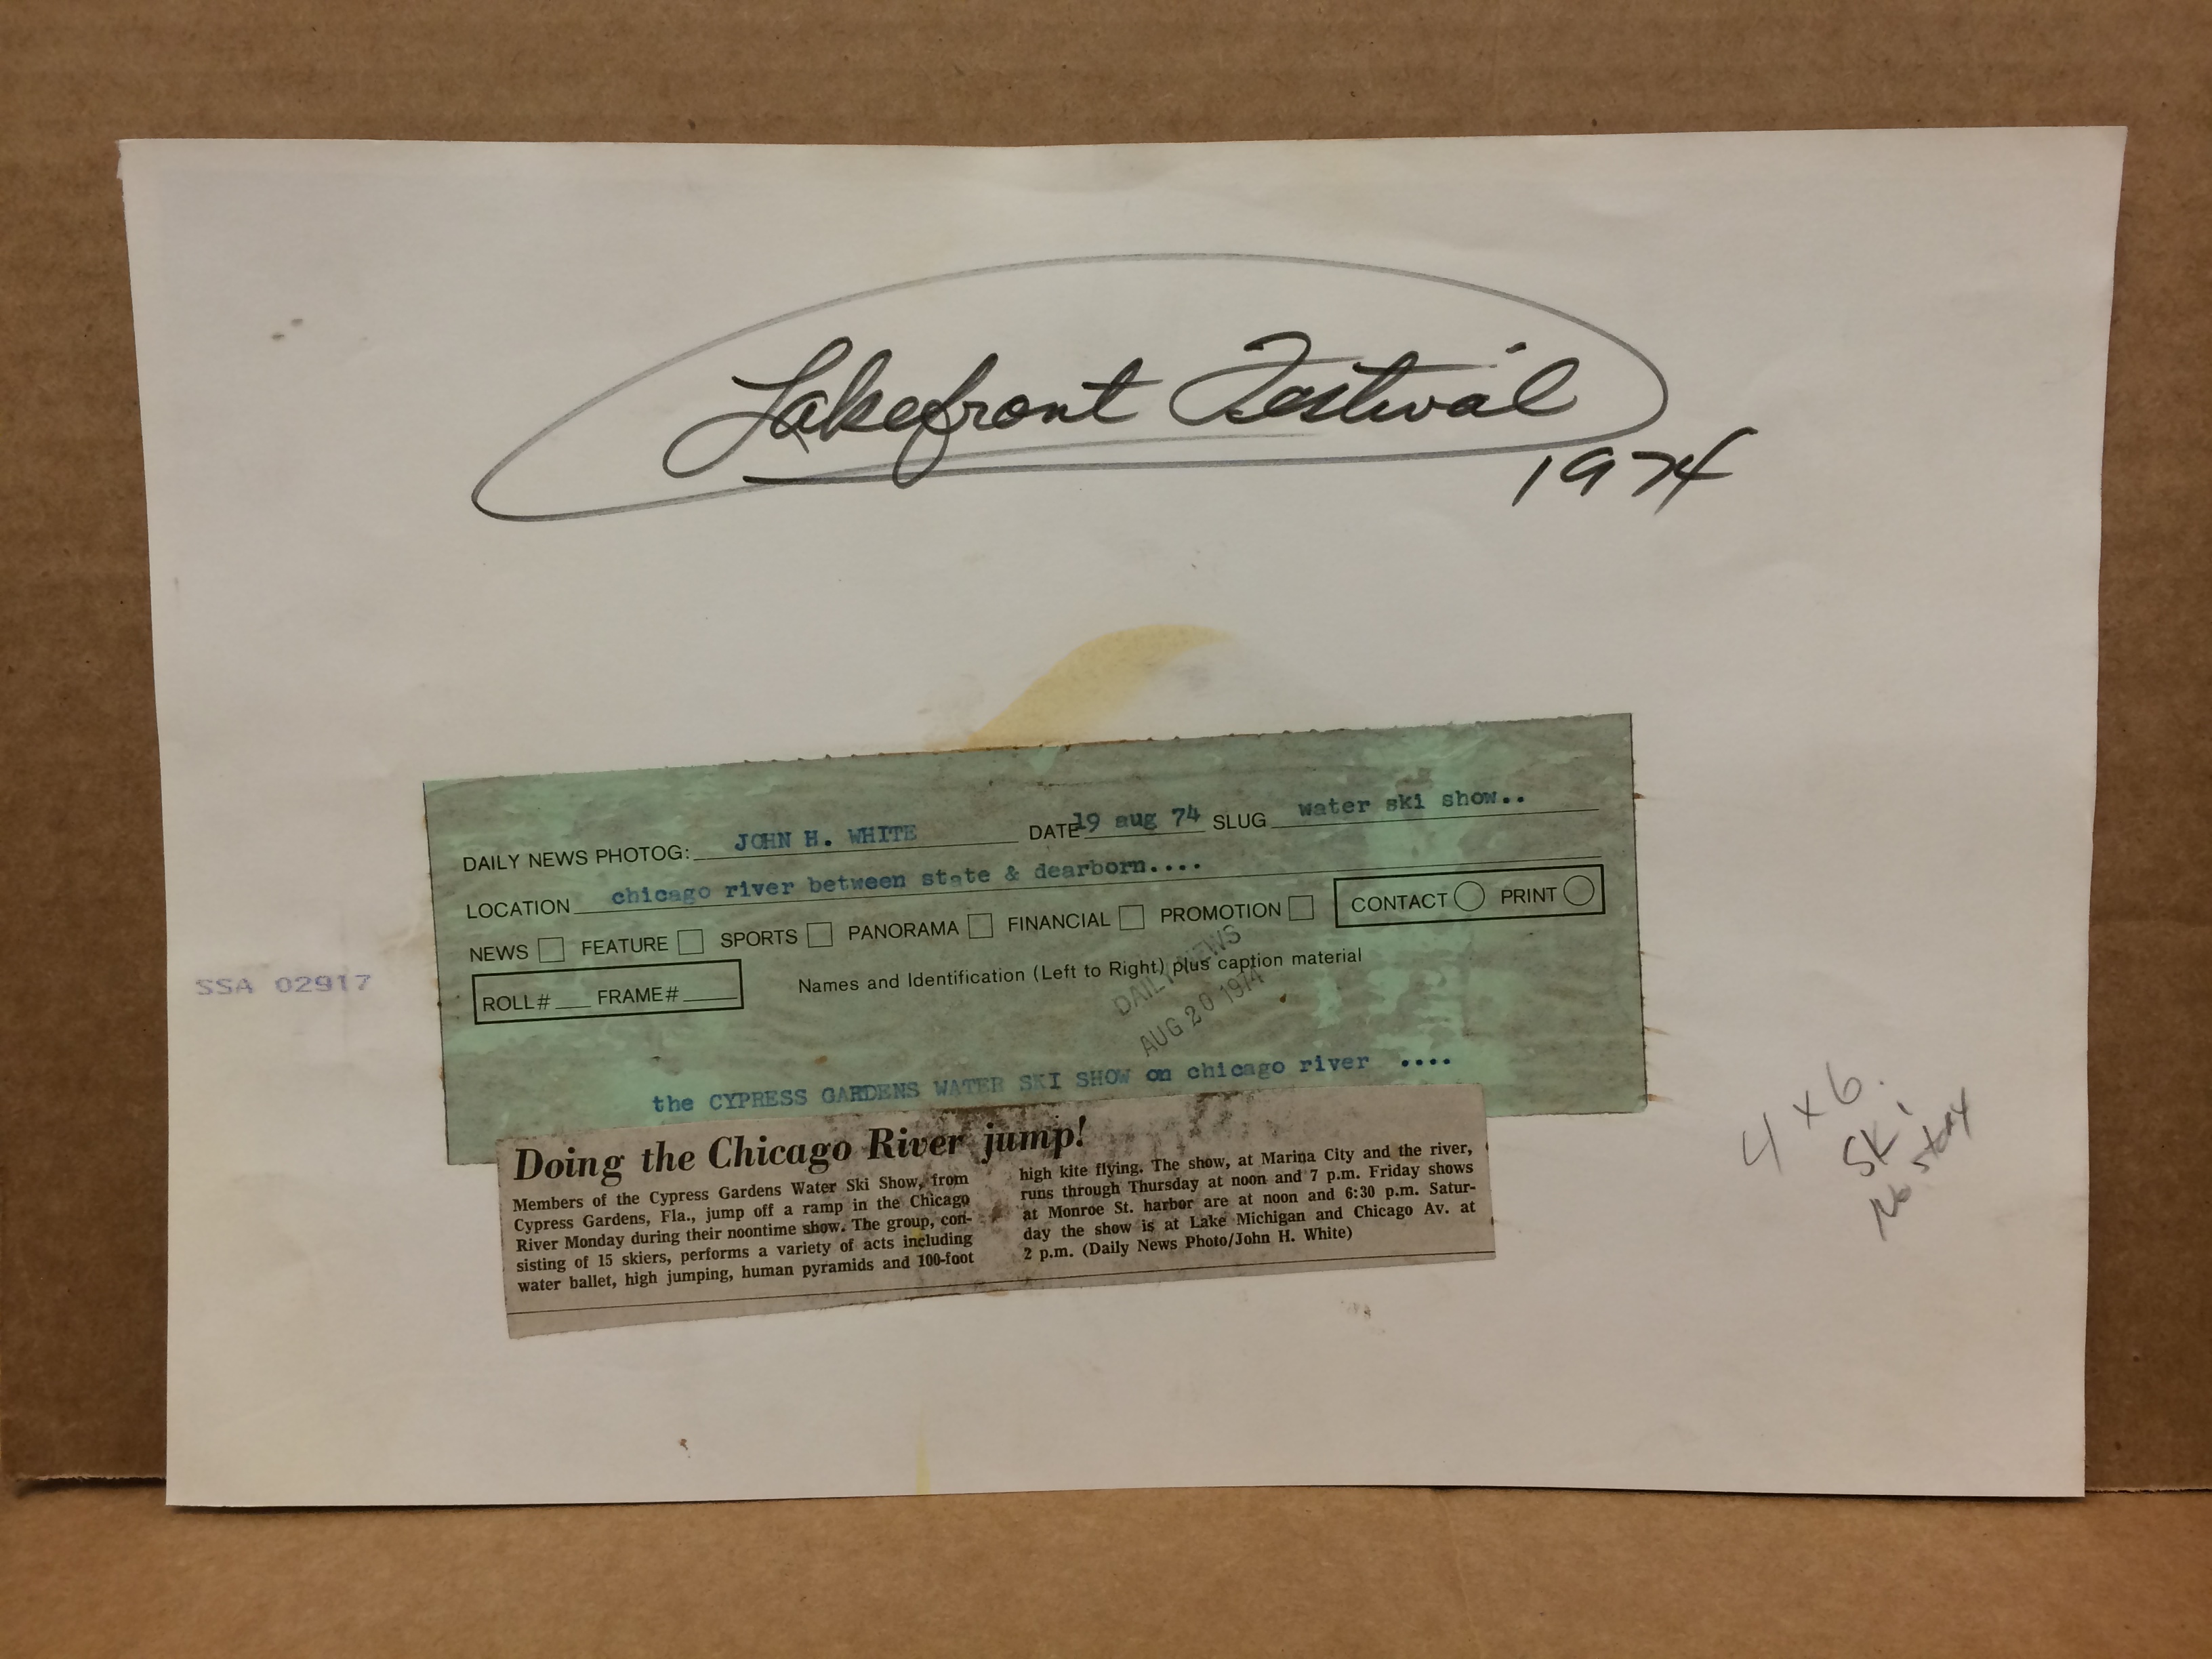 Lakefront Festival
1974
DAILY NEWS PHOTOG: JOHN H. WHITE DATE 19 aug 74 SLUG water ski show..
LOCATION chicago river between state & dearborn....
NEWS FEATURE SPORTS PANORAMA FINANCIAL PROMOTION CONTACT PRINT
ROLL# FRAME# Names and Identification (Left to Right) plus caption material
DAILY NEWS
AUG 20 1974
SSA 02917
the CYPRESS GARDENS WATER SKI SHOW on chicago river ....
Doing the Chicago River jump!
Members of the Cypress Gardens Water Ski Show, from
Cypress Gardens, Fla., jump off a ramp in the Chicago
River Monday during their noontime show. The group, con-
sisting of 15 skiers, performs a variety of acts including
water ballet, high jumping, human pyramids and 100-foot
high kite flying. The show, at Marina City and the river,
runs through Thursday at noon and 7 p.m. Friday shows
at Monroe St. harbor are at noon and 6:30 p.m. Satur-
day the show is at Lake Michigan and Chicago Av. at
2 p.m. (Daily News Photo/John H. White)
4 x 6.
Ski
No story